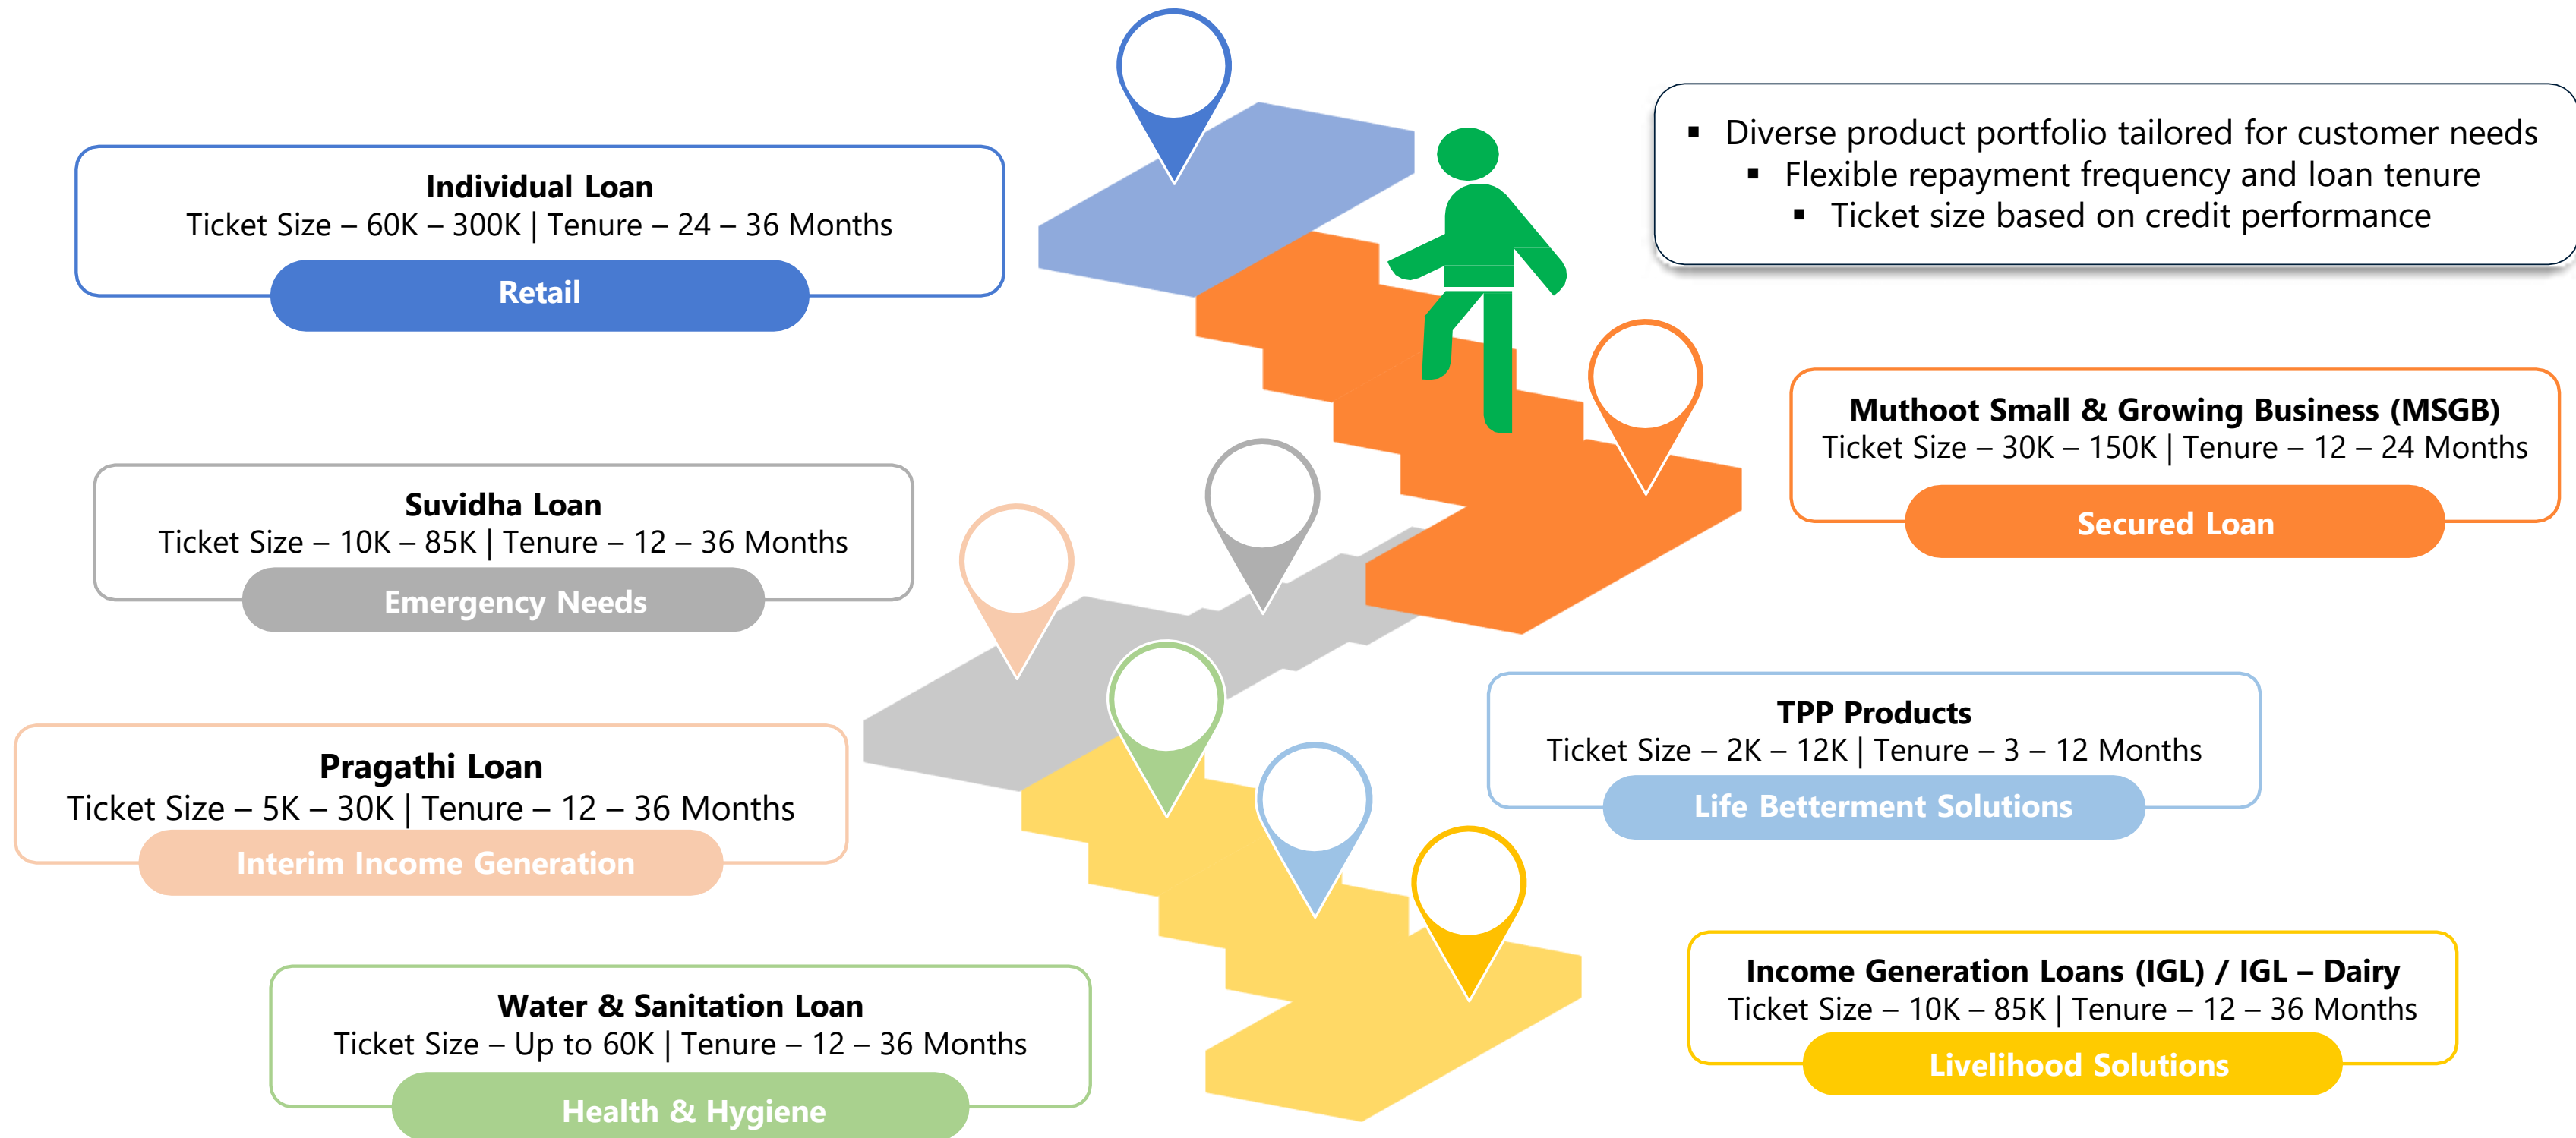 Diverse product portfolio tailored for customer needs
Flexible repayment frequency and loan tenure
Ticket size based on credit performance
Individual Loan
Ticket Size – 60K – 300K | Tenure – 24 – 36 Months
Retail
Muthoot Small & Growing Business (MSGB)
Ticket Size – 30K – 150K | Tenure – 12 – 24 Months
Secured Loan
Suvidha Loan
Ticket Size – 10K – 85K | Tenure – 12 – 36 Months
Emergency Needs
TPP Products
Ticket Size – 2K – 12K | Tenure – 3 – 12 Months
Life Betterment Solutions
Pragathi Loan
Ticket Size – 5K – 30K | Tenure – 12 – 36 Months
Interim Income Generation
Income Generation Loans (IGL) / IGL – Dairy
Ticket Size – 10K – 85K | Tenure – 12 – 36 Months
Livelihood Solutions
Water & Sanitation Loan
Ticket Size – Up to 60K | Tenure – 12 – 36 Months
Health & Hygiene